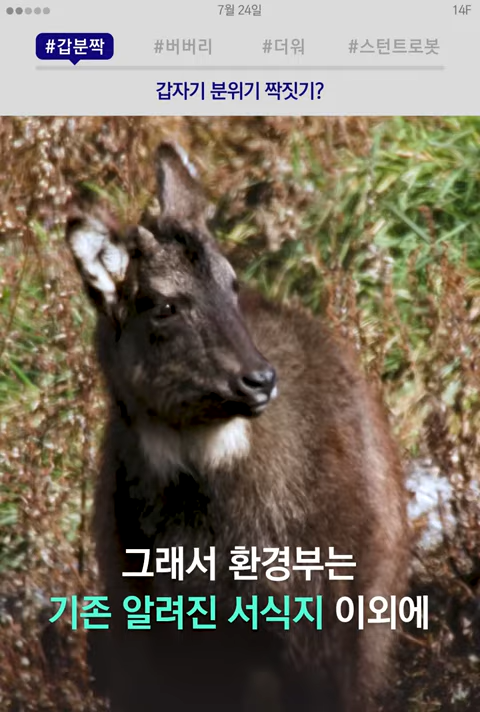 7월 24일
14F
#갑분짝
#버버리
#더워
#스턴트로봇
갑자기 분위기 짝짓기?
그래서 환경부는
기존 알려진 서식지 이외에